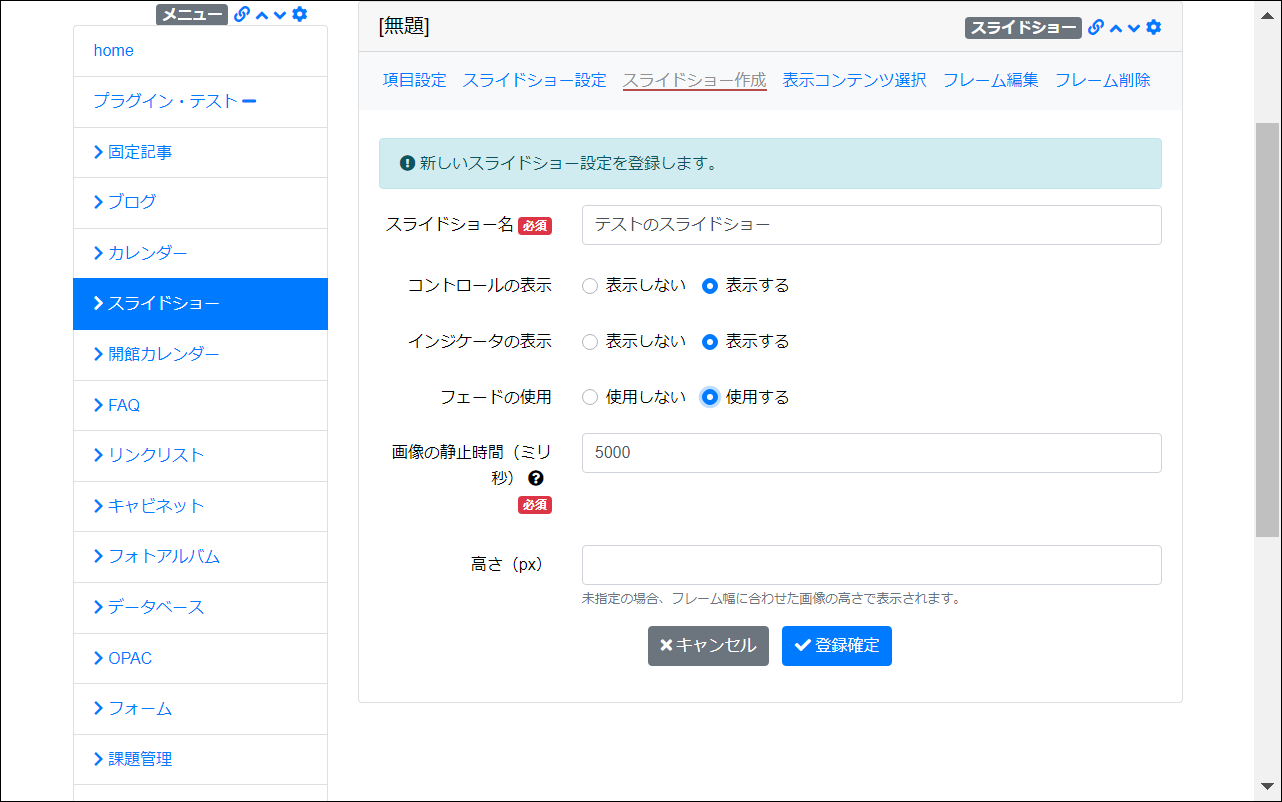 メニュー
home
プラグイン・テスト
固定記事
ブログ
カレンダー
スライドショー
開館カレンダー
FAQ
リンクリスト
キャビネット
フォトアルバム
データベース
OPAC
フォーム
課題管理
[無題]
スライドショー
項目設定 スライドショー設定 スライドショー作成 表示コンテンツ選択 フレーム編集 フレーム削除
新しいスライドショー設定を登録します。
スライドショー名 必須 テストのスライドショー
コントロールの表示 表示しない 表示する
インジケータの表示 表示しない 表示する
フェードの使用 使用しない 使用する
画像の静止時間（ミリ 5000
秒）
必須
高さ（px）
未指定の場合、フレーム幅に合わせた画像の高さで表示されます。
キャンセル 登録確定